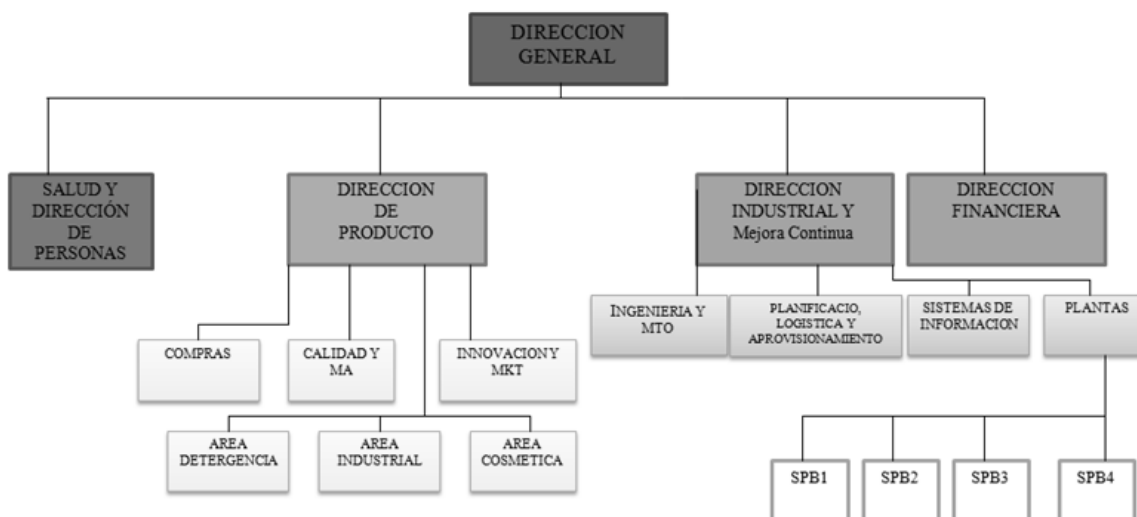 DIRECCION
GENERAL
SALUD Y
DIRECCIÓN
DE
PERSONAS
DIRECCION
DE
PRODUCTO
DIRECCION
INDUSTRIAL Y
Mejora Continua
DIRECCION
FINANCIERA
INGENIERIA Y
MTO
PLANIFICACIO,
LOGISTICA Y
APROVISIONAMIENTO
SISTEMAS DE
INFORMACION
PLANTAS
COMPRAS
CALIDAD Y
MA
INNOVACION Y
MKT
AREA
DETERGENCIA
AREA
INDUSTRIAL
AREA
COSMETICA
SPB1
SPB2
SPB3
SPB4